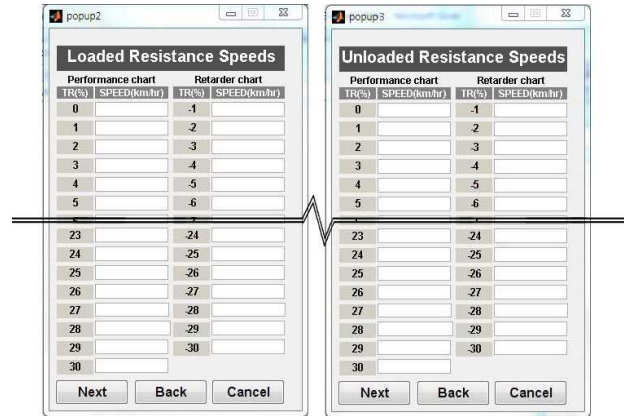 popup2
Loaded Resistance Speeds
Performance chart Retarder chart
TR(%) SPEED(km/hr) TR(%) SPEED(km/hr)
0 -1
1 -2
2 -3
3 -4
4 -5
5 -6
23 -24
24 -25
25 -26
26 -27
27 -28
28 -29
29 -30
30
Next Back Cancel
popup3
Unloaded Resistance Speeds
Performance chart Retarder chart
TR(%) SPEED(km/hr) TR(%) SPEED(km/hr)
0 -1
1 -2
2 -3
3 -4
4 -5
5 -6
23 -24
24 -25
25 -26
26 -27
27 -28
28 -29
29 -30
30
Next Back Cancel